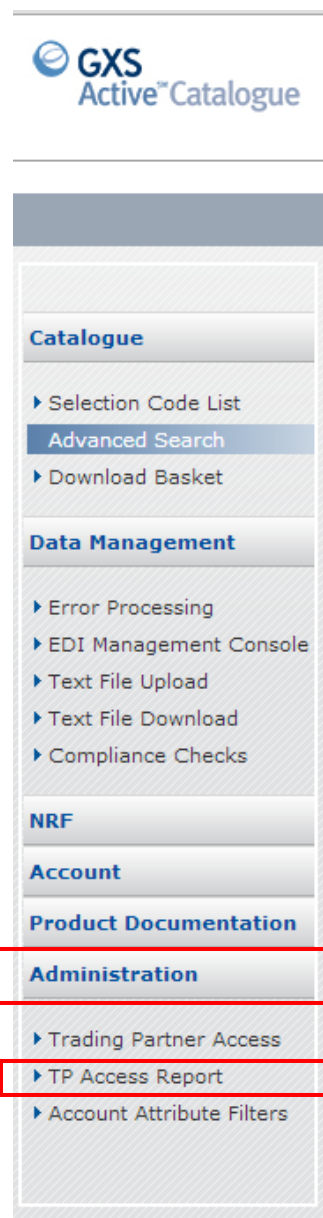 GXS
Active™Catalogue
Catalogue
Selection Code List
Advanced Search
Download Basket
Data Management
Error Processing
EDI Management Console
Text File Upload
Text File Download
Compliance Checks
NRF
Account
Product Documentation
Administration
Trading Partner Access
TP Access Report
Account Attribute Filters